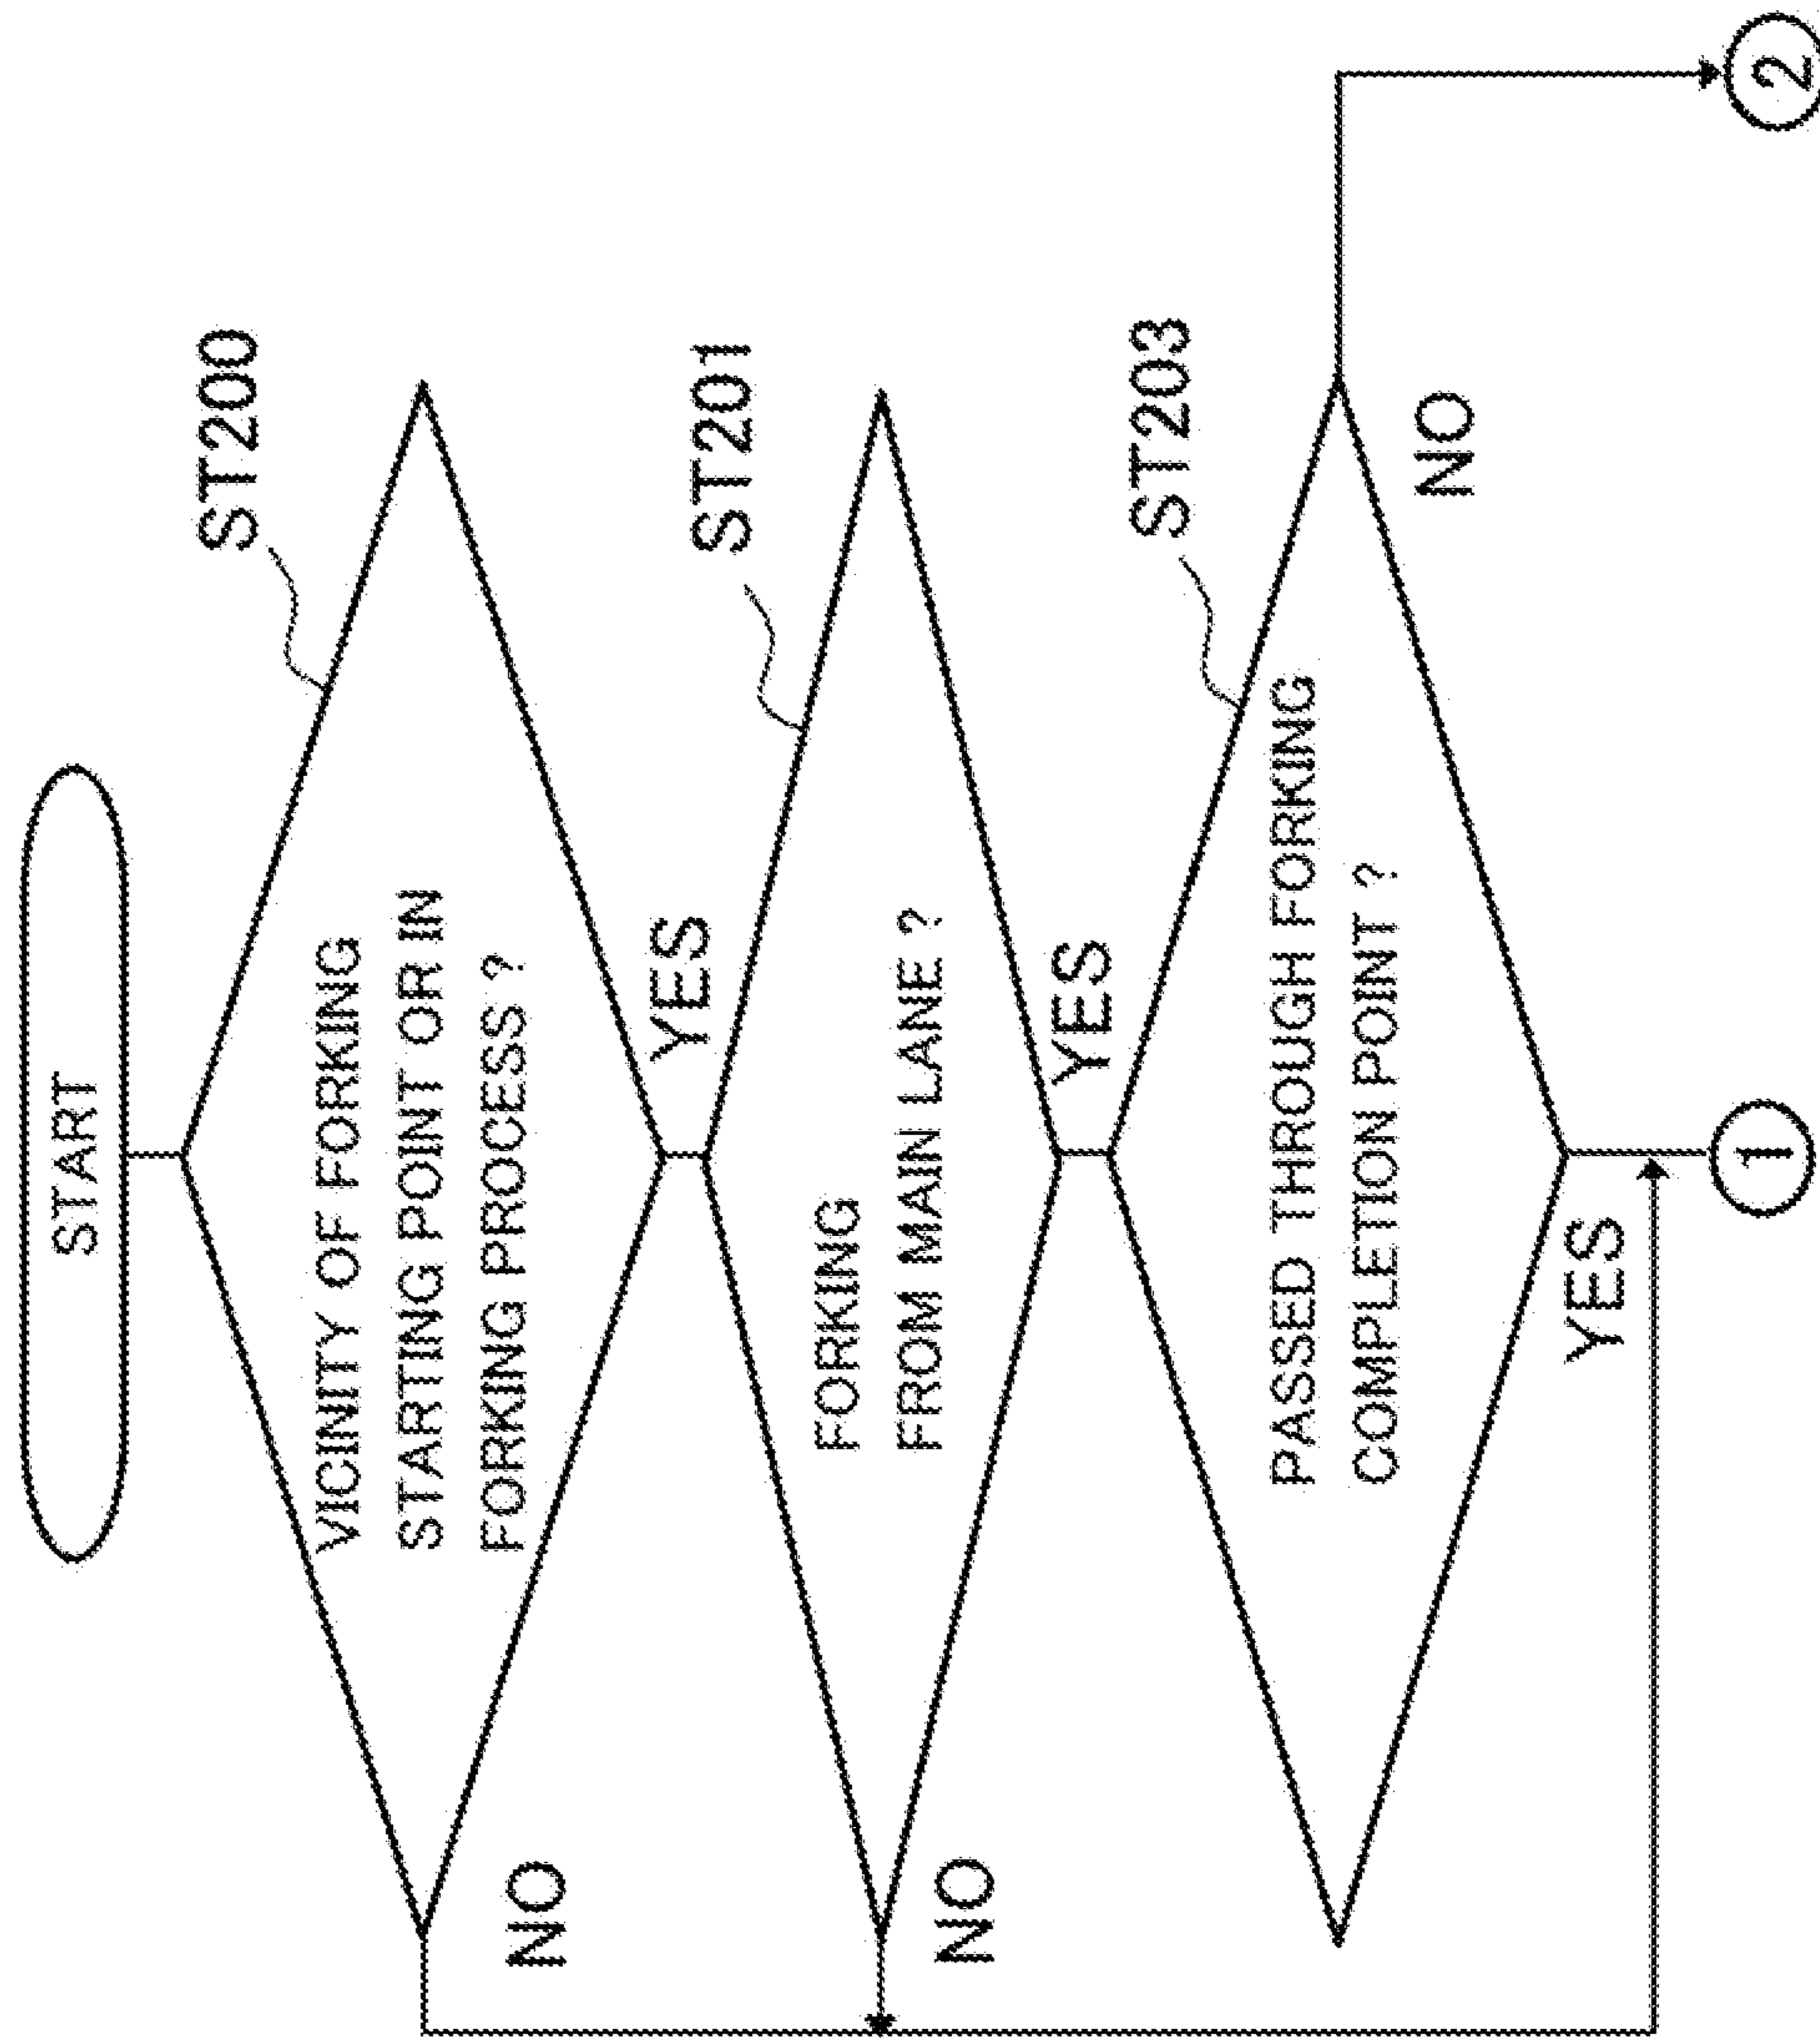 START
ST200
VICINITY OF FORKING
STARTING POINT OR IN
FORKING PROCESS ?
NO
YES
ST201
FORKING
FROM MAIN LANE ?
NO
YES
ST203
PASSED THROUGH FORKING
COMPLETION POINT ?
NO
YES
1
2